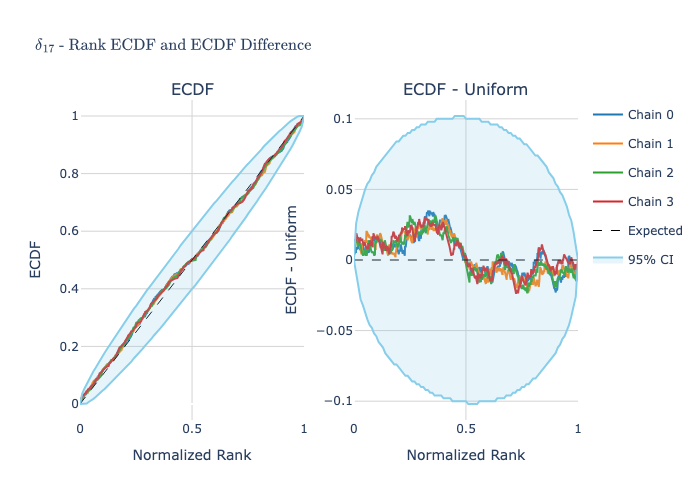 δ17 - Rank ECDF and ECDF Difference
ECDF
ECDF - Uniform
1
0.8
0.6
0.4
0.2
0
0
0.5
1
ECDF
Normalized Rank
0.1
0.05
0
−0.05
−0.1
0
0.5
1
ECDF - Uniform
Normalized Rank
Chain 0
Chain 1
Chain 2
Chain 3
Expected
95% CI